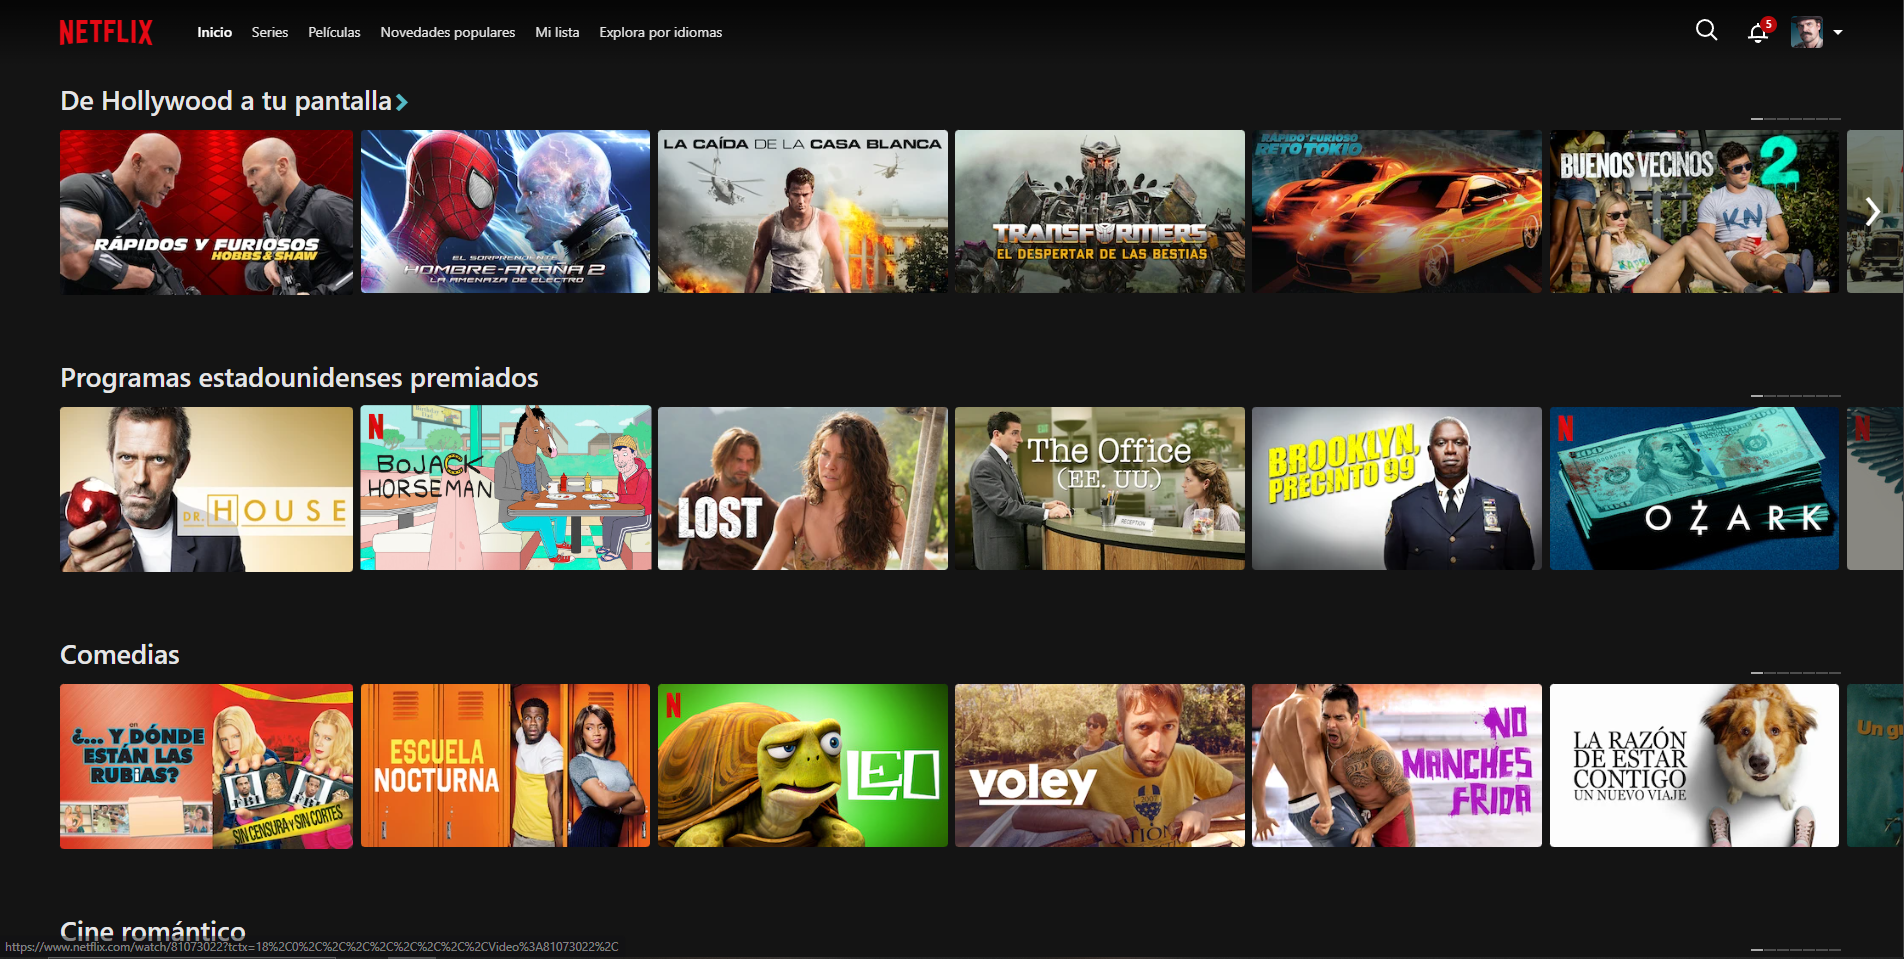 NETFLIX
Inicio Series Películas Novedades populares Mi lista Explora por idiomas
5
De Hollywood a tu pantalla
RÁPIDOS Y FURIOSOS
HOBBS & SHAW
EL SORPRENDENTE
HOMBRE-ARAÑA 2
LA AMENAZA DE ELECTRO
LA CAÍDA DE LA CASA BLANCA
TRANSFORMERS
EL DESPERTAR DE LAS BESTIAS
RÁPIDO Y FURIOSO
RETO TOKIO
BUENOS VECINOS 2
KN
Programas estadounidenses premiados
DR. HOUSE
N
BOJACK
HORSEMAN
LOST
The Office
(EE. UU.)
RECEPTION
BROOKLYN,
PRECINTO 99
N
OZARK
N
Comedias
en
¿... Y DÓNDE
ESTÁN LAS
RUBIAS?
FBI
FBI
SIN CENSURA Y SIN CORTES
ESCUELA
NOCTURNA
N
LEO
voley
NO
MANCHES
FRIDA
LA RAZÓN
DE ESTAR
CONTIGO
UN NUEVO VIAJE
Cine romántico
https://www.netflix.com/watch/81073022?tctx=18%2C0%2C%2C%2C%2C%2C%2C%2C%2CVideo%3A81073022%2C